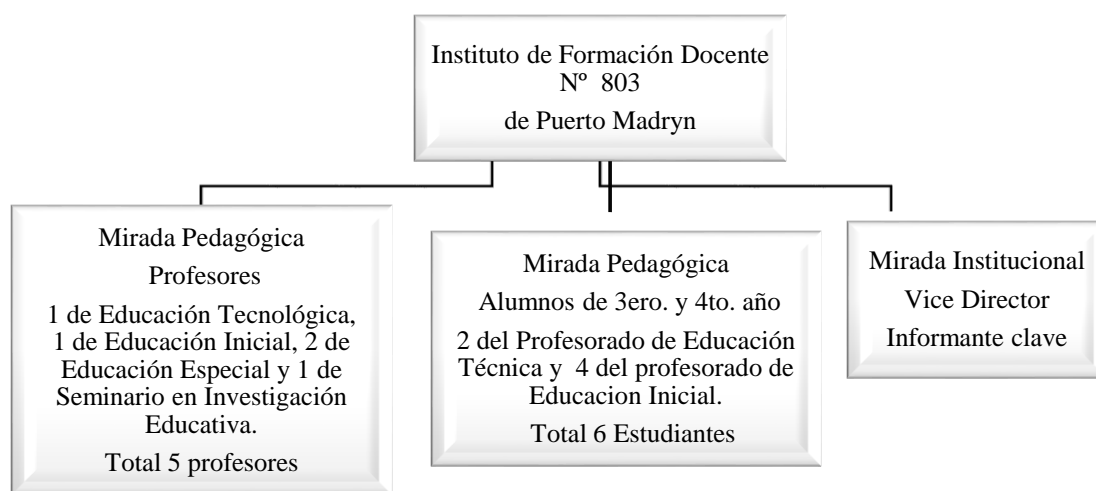 Instituto de Formación Docente
Nº 803
de Puerto Madryn
Mirada Pedagógica
Profesores
1 de Educación Tecnológica,
1 de Educación Inicial, 2 de
Educación Especial y 1 de
Seminario en Investigación
Educativa.
Total 5 profesores
Mirada Pedagógica
Alumnos de 3ero. y 4to. año
2 del Profesorado de Educación
Técnica y 4 del profesorado de
Educacion Inicial.
Total 6 Estudiantes
Mirada Institucional
Vice Director
Informante clave